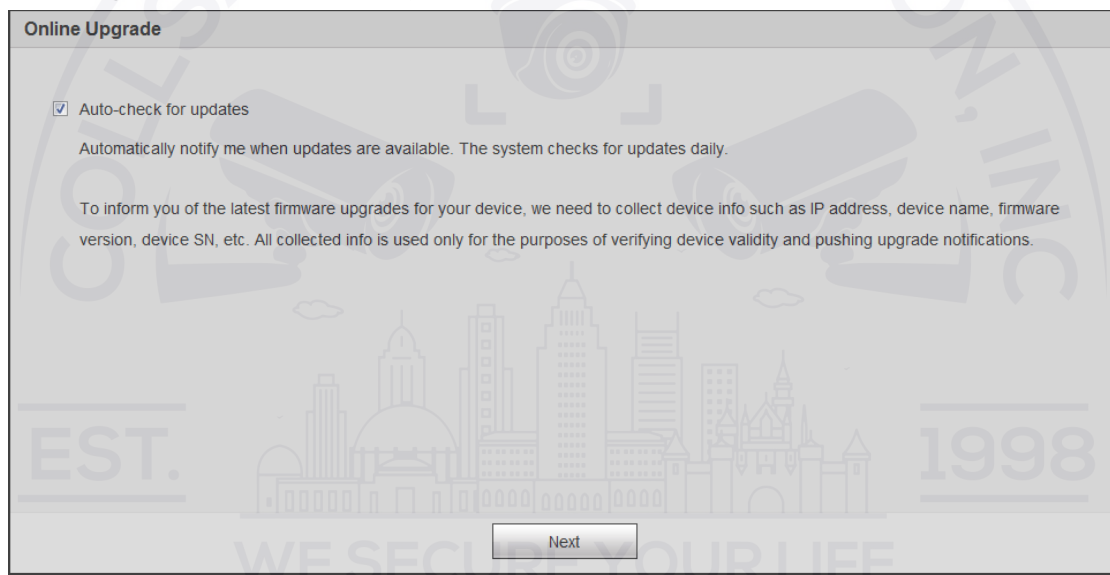 Online Upgrade
Auto-check for updates
Automatically notify me when updates are available. The system checks for updates daily.
To inform you of the latest firmware upgrades for your device, we need to collect device info such as IP address, device name, firmware
version, device SN, etc. All collected info is used only for the purposes of verifying device validity and pushing upgrade notifications.
EST.
1998
Next
WE SECURE YOUR LIFE